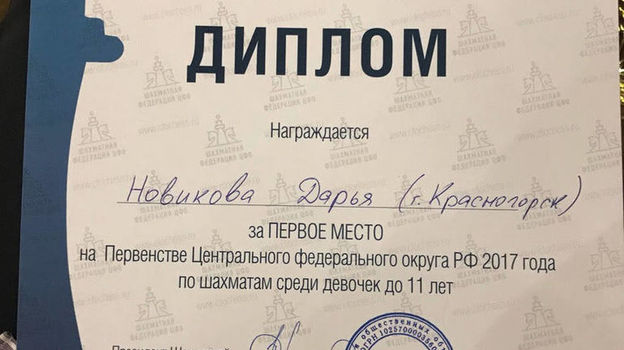 ДИПЛОМ
Награждается
Новикова Дарья (г. Красногорск)
за ПЕРВОЕ МЕСТО
на Первенстве Центрального федерального округа РФ 2017 года
по шахматам среди девочек до 11 лет